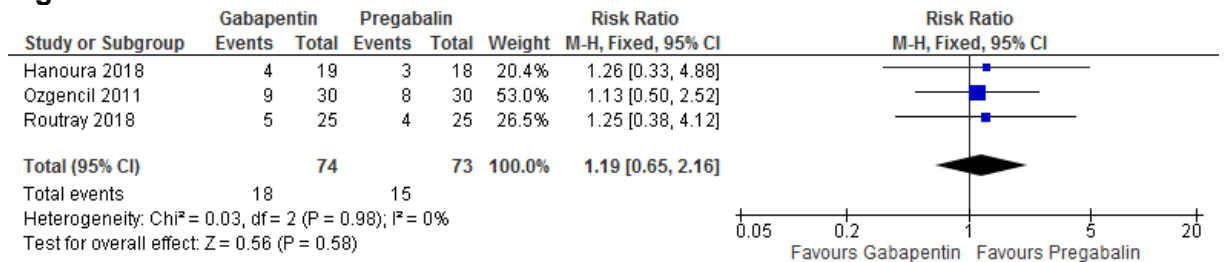 Gabapentin Pregabalin Risk Ratio Risk Ratio
Study or Subgroup Events Total Events Total Weight M-H, Fixed, 95% CI M-H, Fixed, 95% CI
Hanoura 2018 4 19 3 18 20.4% 1.26 [0.33, 4.88]
Ozgencil 2011 9 30 8 30 53.0% 1.13 [0.50, 2.52]
Routray 2018 5 25 4 25 26.5% 1.25 [0.38, 4.12]
Total (95% CI) 74 73 100.0% 1.19 [0.65, 2.16]
Total events 18 15
Heterogeneity: Chi² = 0.03, df = 2 (P = 0.98); I² = 0%
Test for overall effect: Z = 0.56 (P = 0.58)
0.05 0.2 1 5 20
Favours Gabapentin Favours Pregabalin